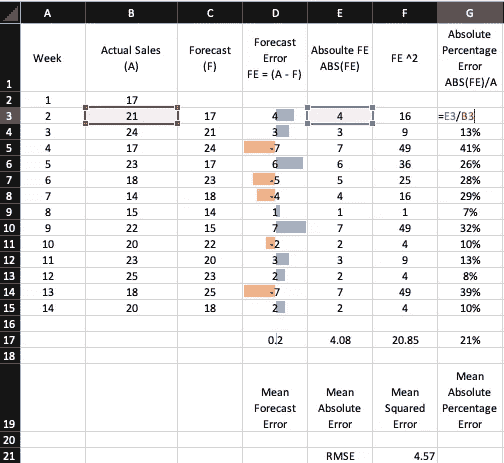 A B C D E F G
Forecast Absolute
Actual Sales Forecast Error Absoulte FE Percentage
Week (A) (F) FE = (A - F) ABS(FE) FE ^2 Error
1 ABS(FE)/A
2 1 17
3 2 21 17 4 4 16 =E3/B3
4 3 24 21 3 3 9 13%
5 4 17 24 -7 7 49 41%
6 5 23 17 6 6 36 26%
7 6 18 23 -5 5 25 28%
8 7 14 18 -4 4 16 29%
9 8 15 14 1 1 1 7%
10 9 22 15 7 7 49 32%
11 10 20 22 -2 2 4 10%
12 11 23 20 3 3 9 13%
13 12 25 23 2 2 4 8%
14 13 18 25 -7 7 49 39%
15 14 20 18 2 2 4 10%
16
17 0.2 4.08 20.85 21%
18
Mean
Mean Mean Mean Absolute
Forecast Absolute Squared Percentage
19 Error Error Error Error
20
21 RMSE 4.57